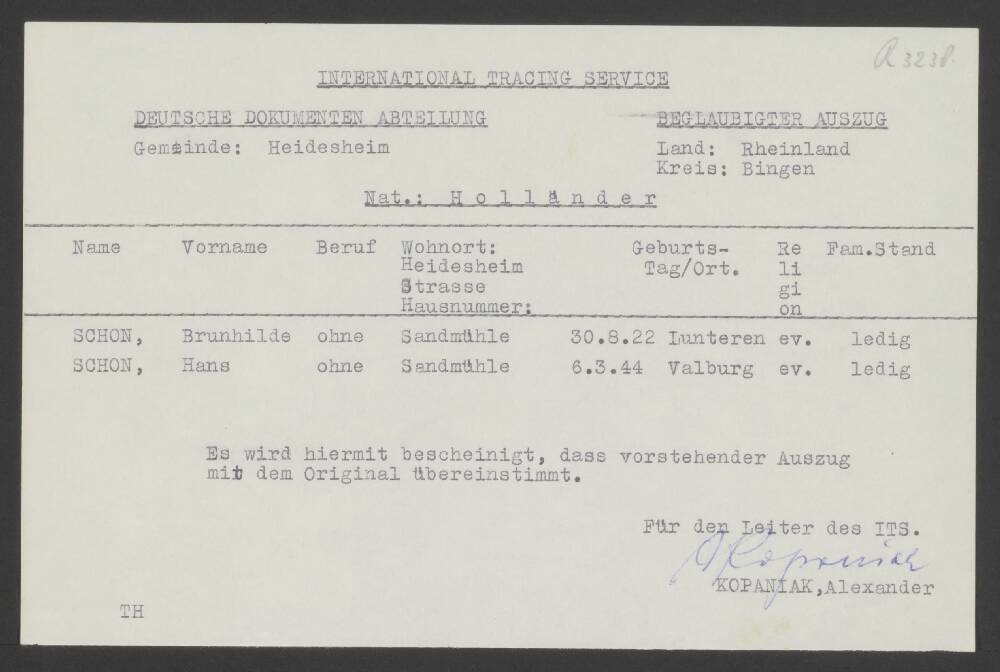 R 3238.
INTERNATIONAL TRACING SERVICE
DEUTSCHE DOKUMENTEN ABTEILUNG BEGLAUBIGTER AUSZUG
Gemeinde: Heidesheim Land: Rheinland
Kreis: Bingen
Nat.: Holländer
Name Vorname Beruf Wohnort: Geburts- Re Fam.Stand
Heidesheim Tag/Ort. li
Strasse gi
Hausnummer: on
SCHON, Brunhilde ohne Sandmühle 30.8.22 Lunteren ev. ledig
SCHON, Hans ohne Sandmühle 6.3.44 Valburg ev. ledig
Es wird hiermit bescheinigt, dass vorstehender Auszug
mit dem Original übereinstimmt.
Für den Leiter des ITS.
AKopaniak
KOPANIAK,Alexander
TH